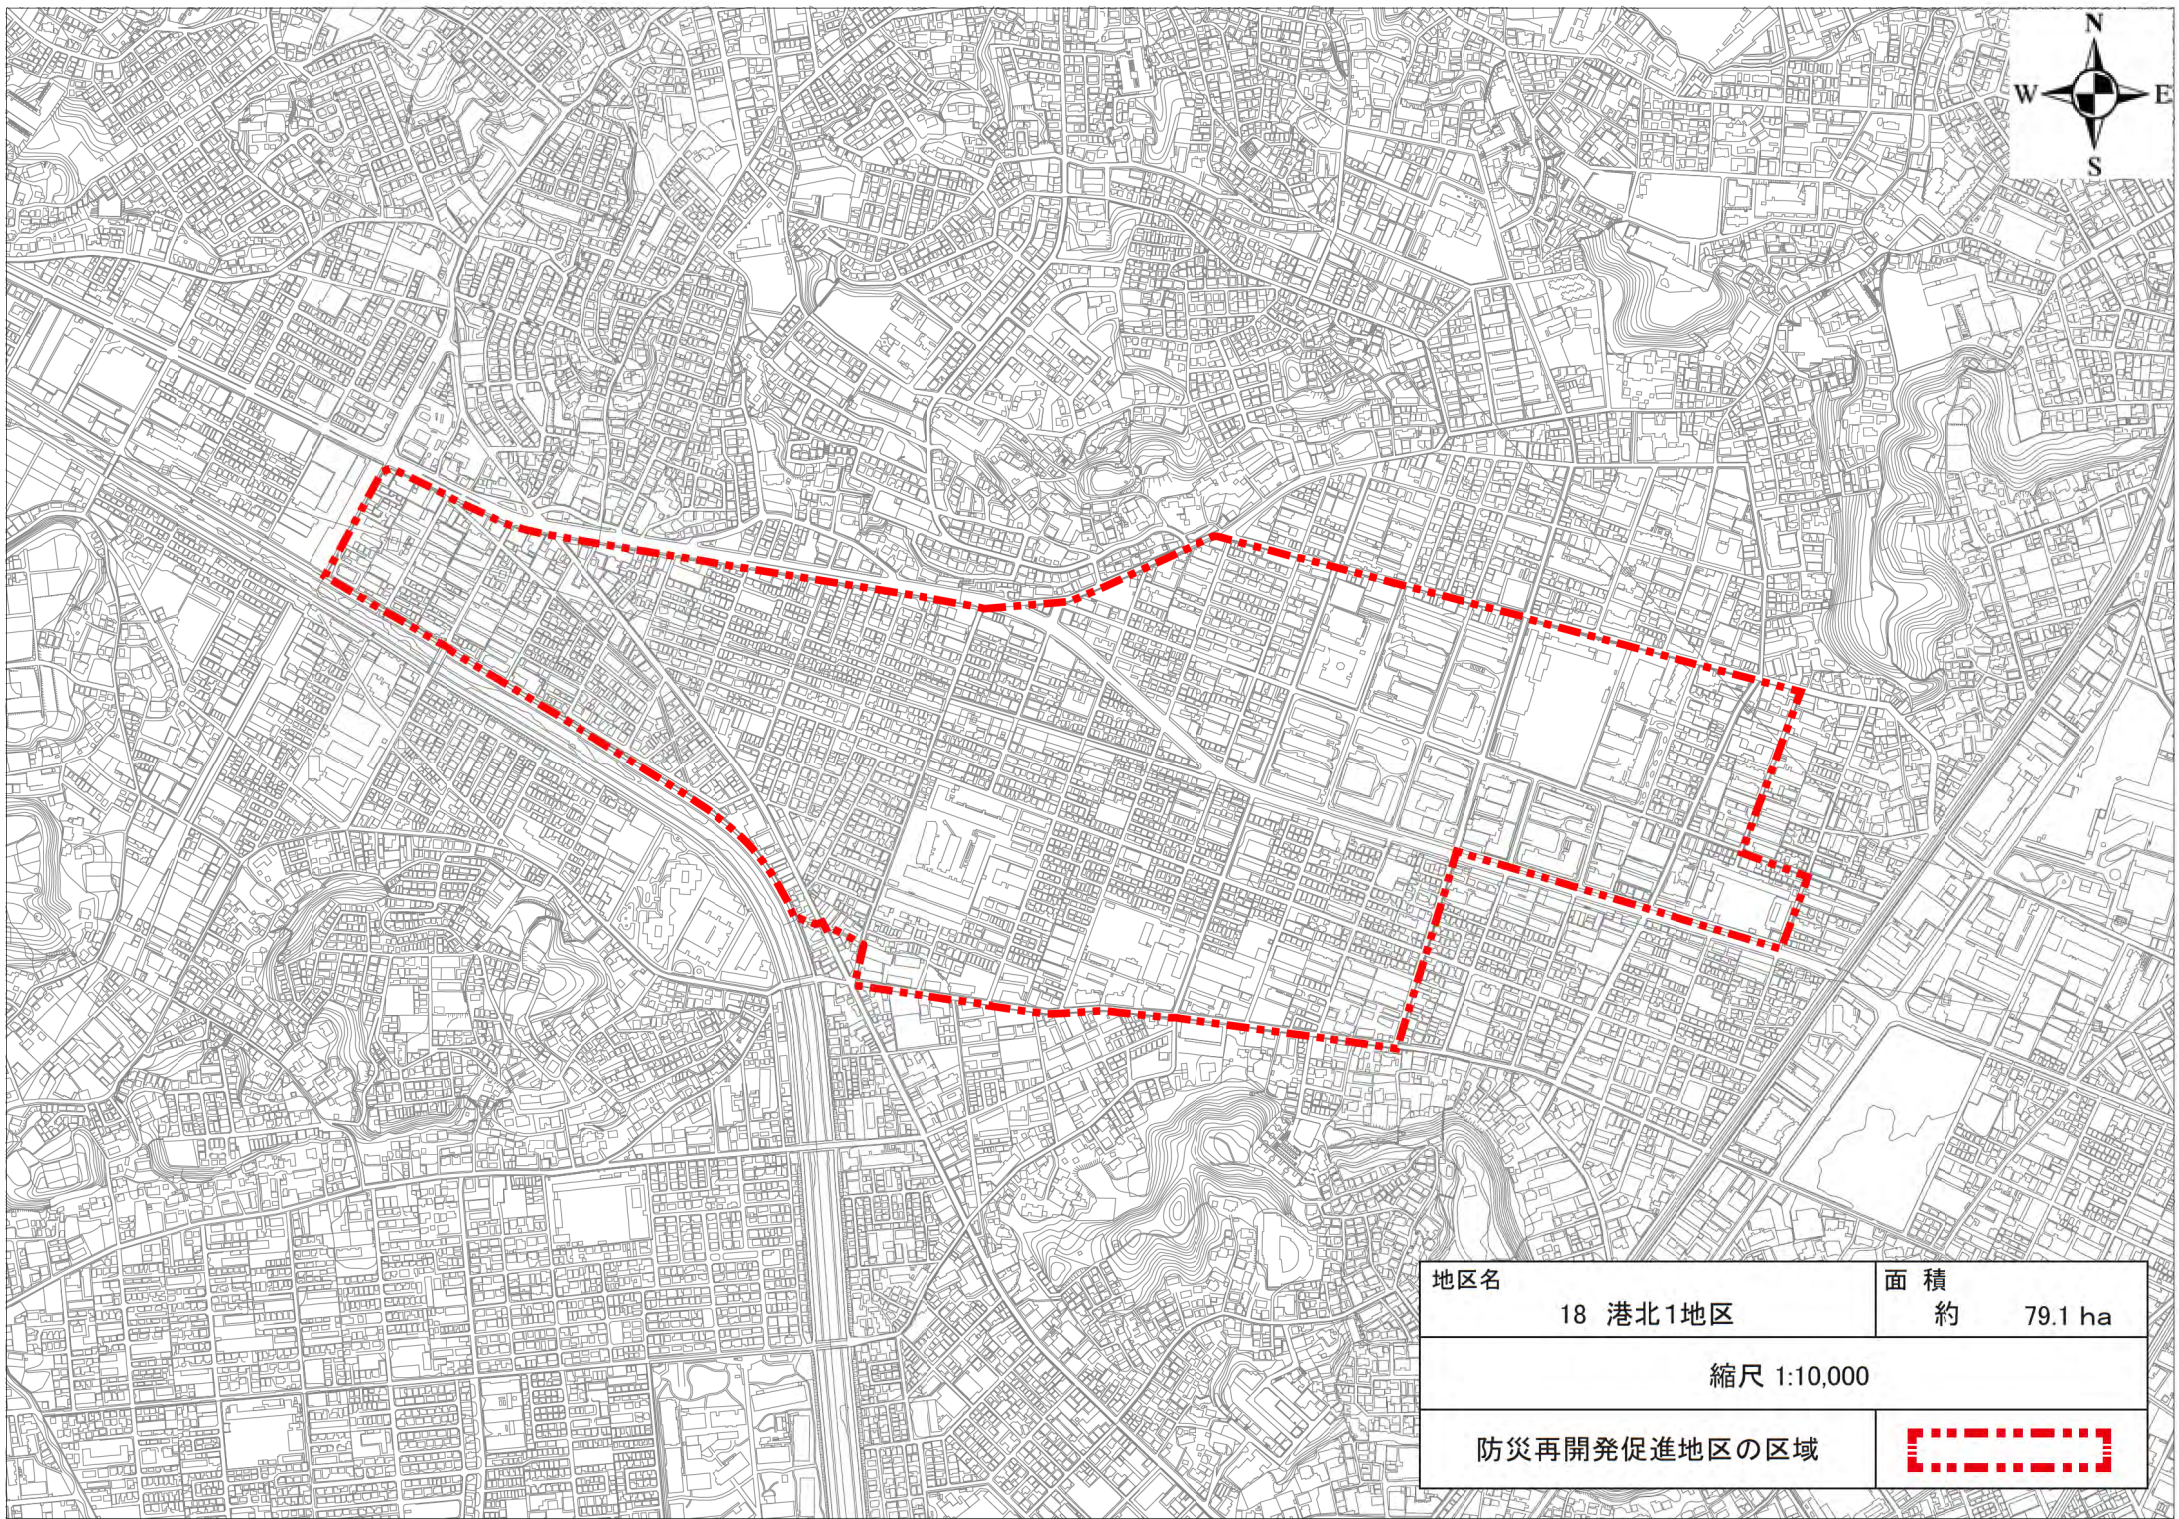 N
W E
S
地区名
18 港北1地区
面 積
約 79.1 ha
縮尺 1:10,000
防災再開発促進地区の区域